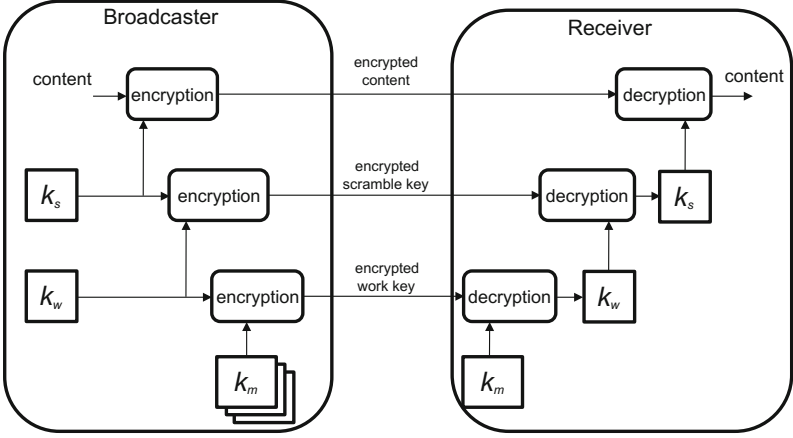 Broadcaster
Receiver
encrypted
content
content
encryption
decryption
content
encrypted
scramble key
k_s
encryption
decryption
k_s
encrypted
work key
k_w
encryption
decryption
k_w
k_m
k_m